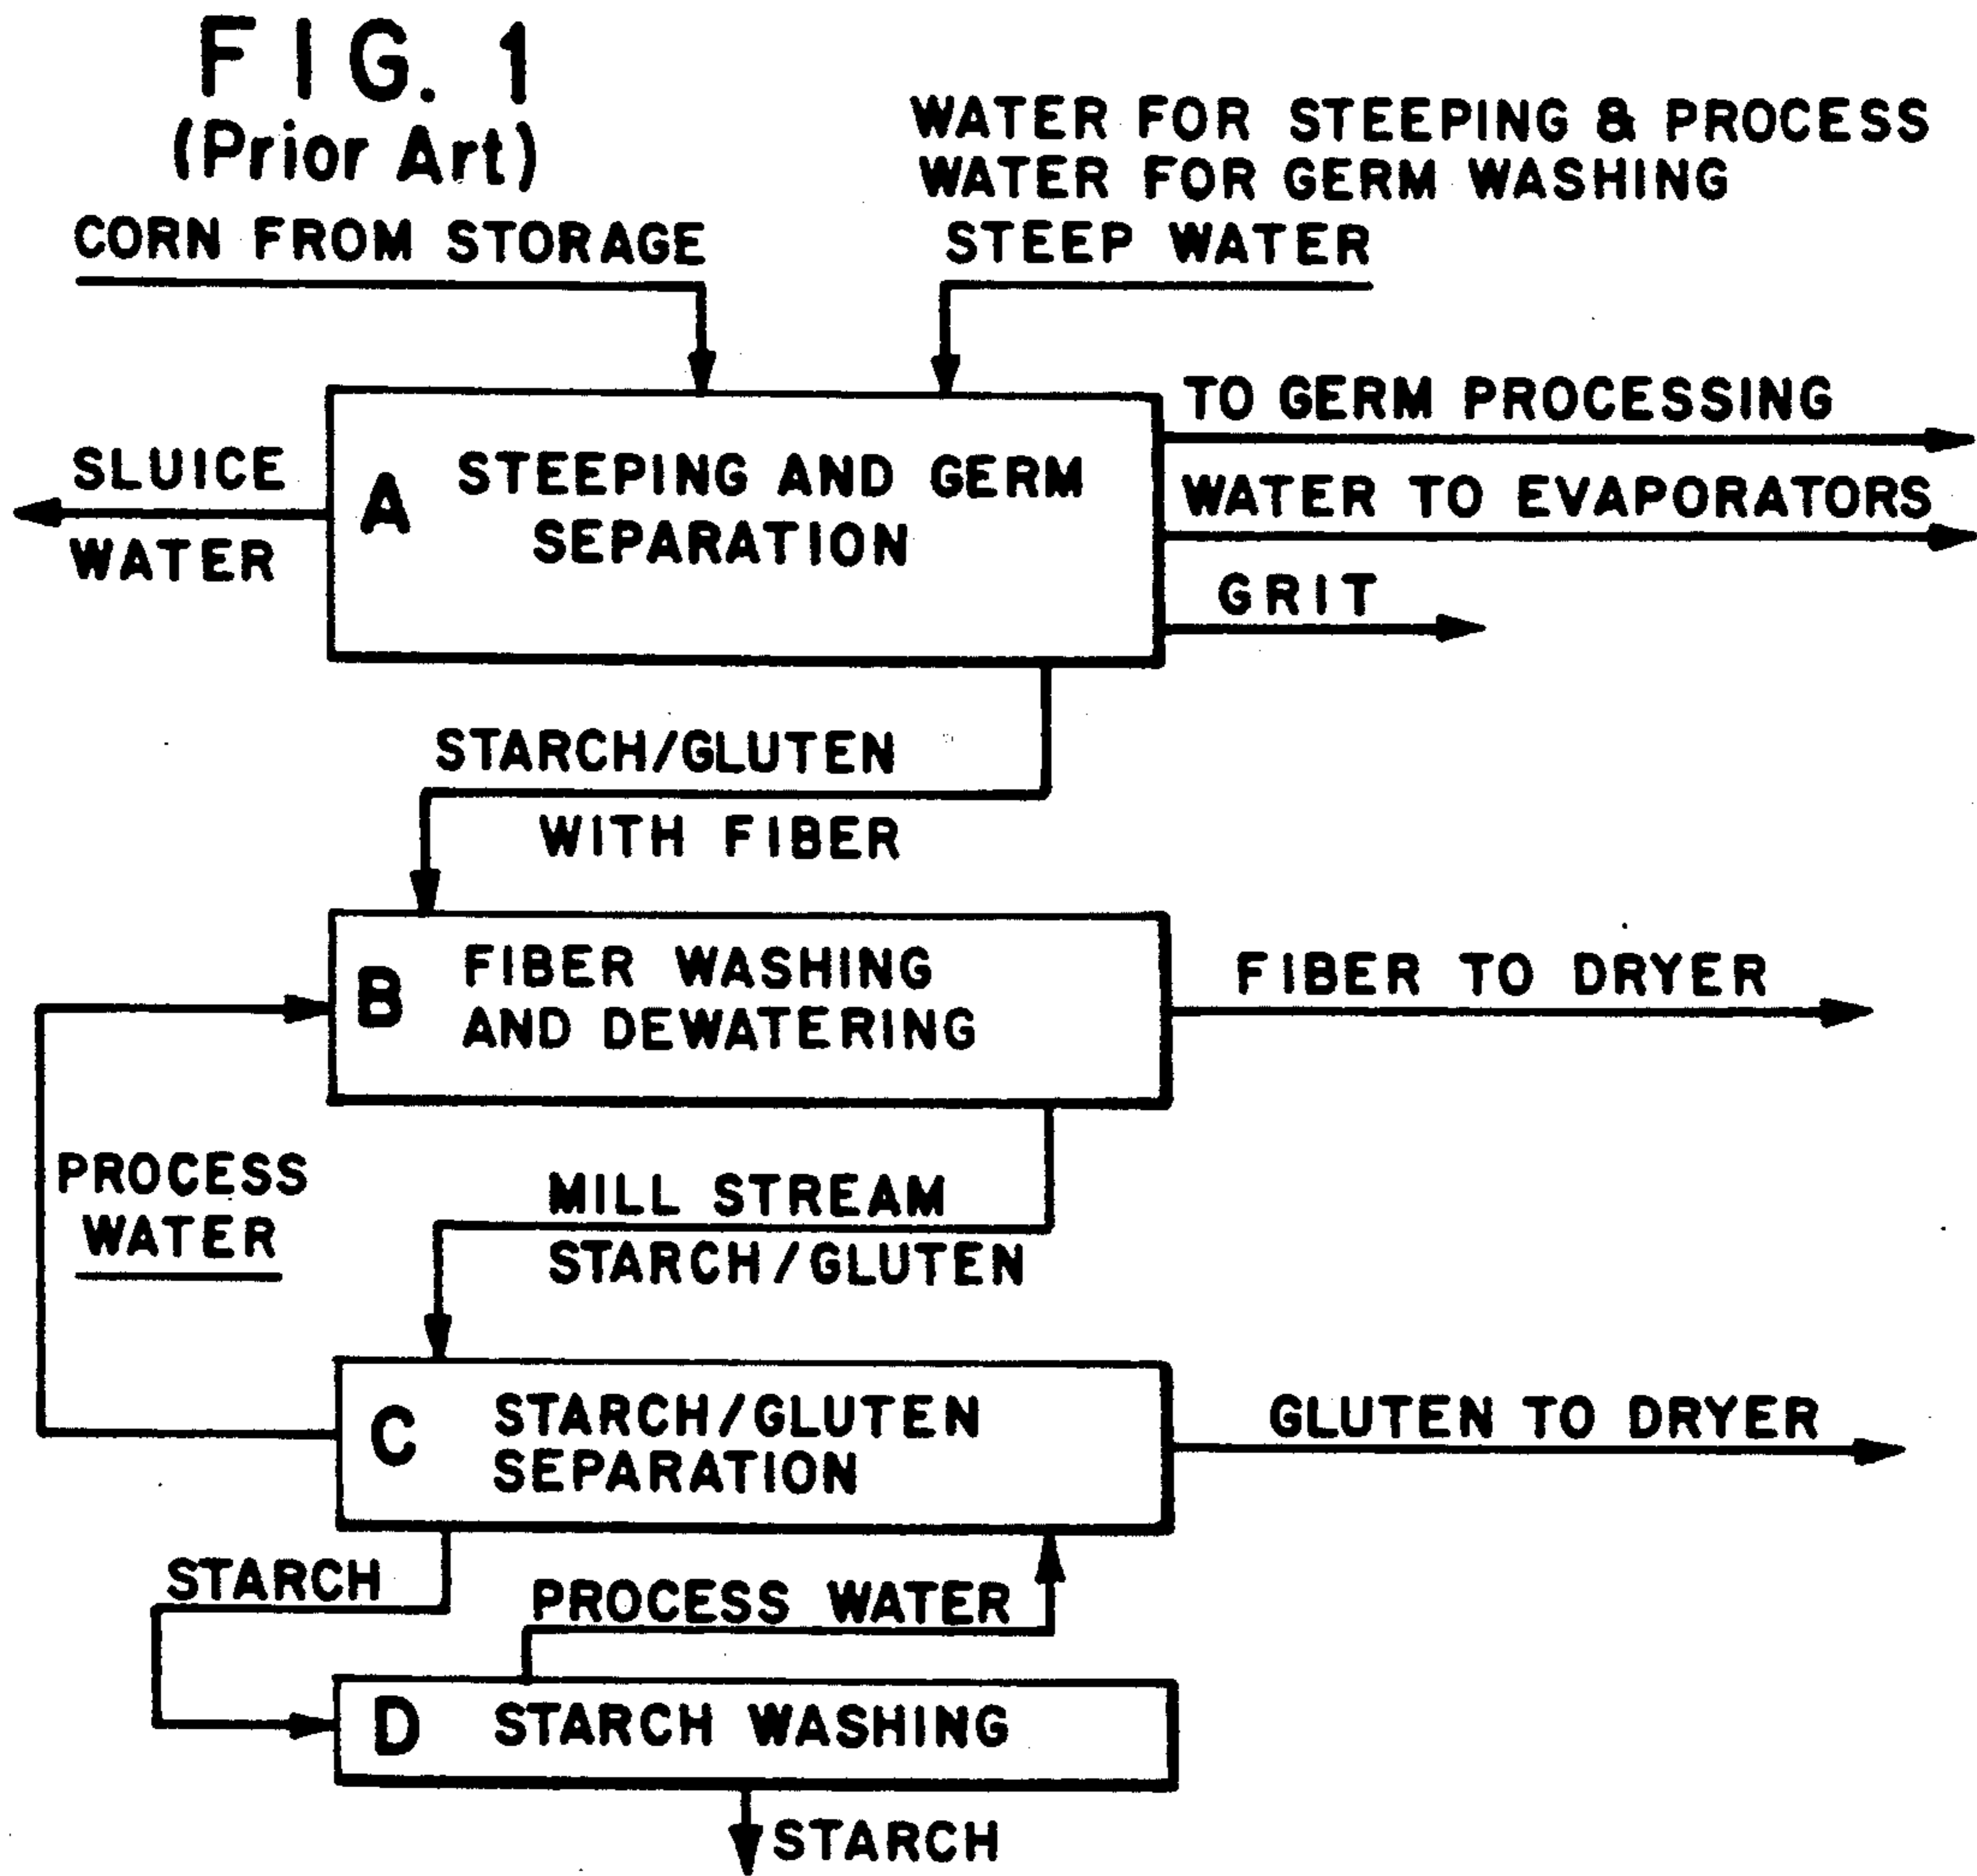 FIG. 1
(Prior Art)
WATER FOR STEEPING & PROCESS
WATER FOR GERM WASHING
CORN FROM STORAGE
STEEP WATER
TO GERM PROCESSING
SLUICE
WATER
A STEEPING AND GERM
SEPARATION
WATER TO EVAPORATORS
GRIT
STARCH/GLUTEN
WITH FIBER
B FIBER WASHING
AND DEWATERING
FIBER TO DRYER
PROCESS
WATER
MILL STREAM
STARCH/GLUTEN
C STARCH/GLUTEN
SEPARATION
GLUTEN TO DRYER
STARCH
PROCESS WATER
D STARCH WASHING
STARCH